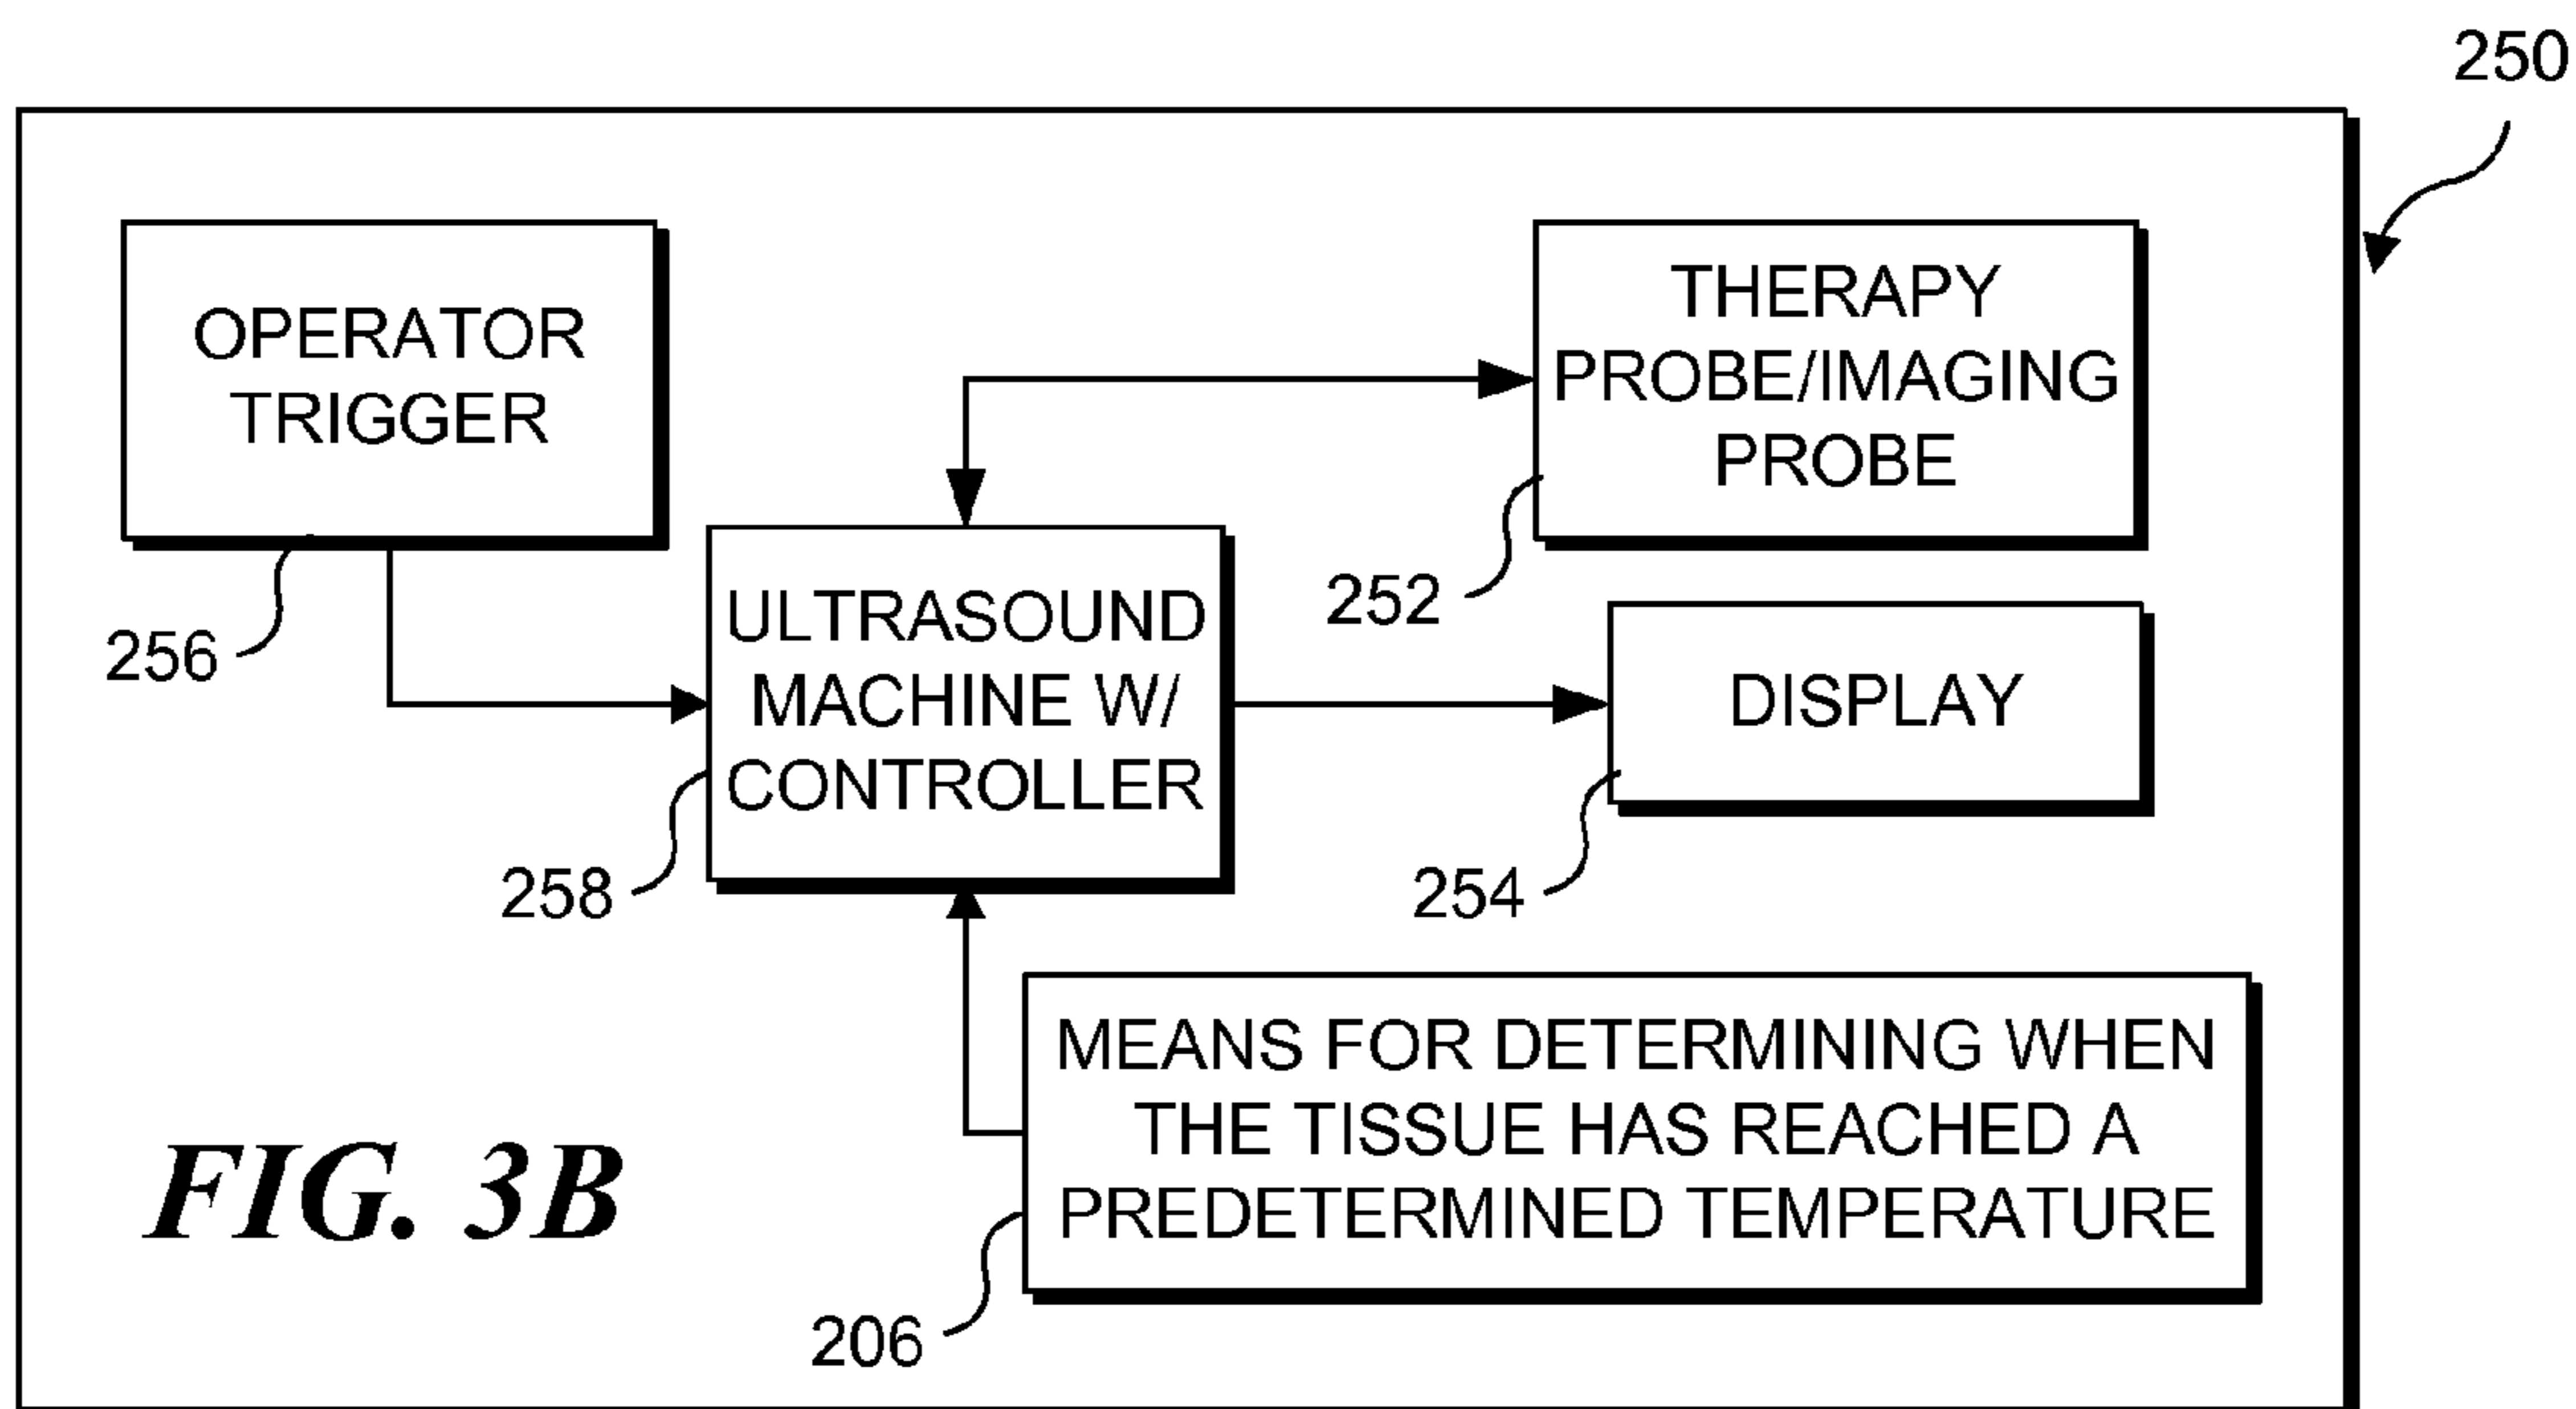 250
OPERATOR
TRIGGER
256
THERAPY
PROBE/IMAGING
PROBE
252
ULTRASOUND
MACHINE W/
CONTROLLER
258
DISPLAY
254
MEANS FOR DETERMINING WHEN
THE TISSUE HAS REACHED A
PREDETERMINED TEMPERATURE
206
FIG. 3B